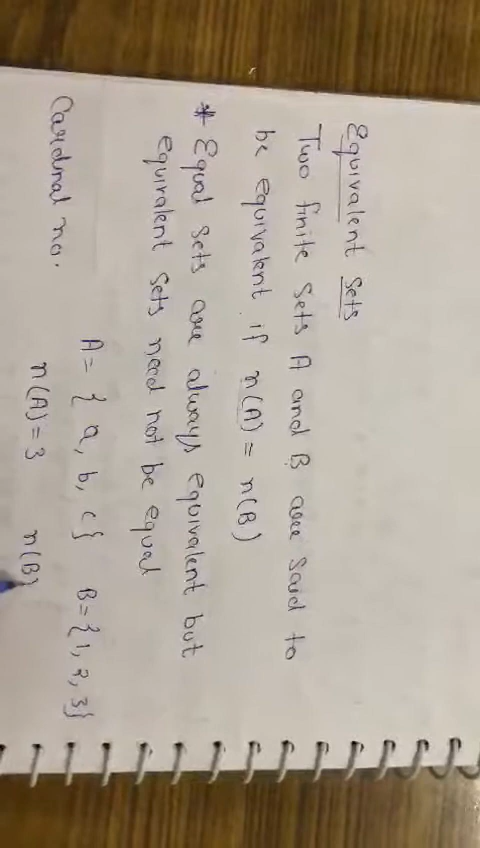 Equivalent Sets
Two finite sets A and B are said to
be equivalent if n(A) = n(B)
* Equal sets are always equivalent but
equivalent sets need not be equal
Cardinal no.
A = { a, b, c} B = {1, 2, 3}
n(A) = 3 n(B)